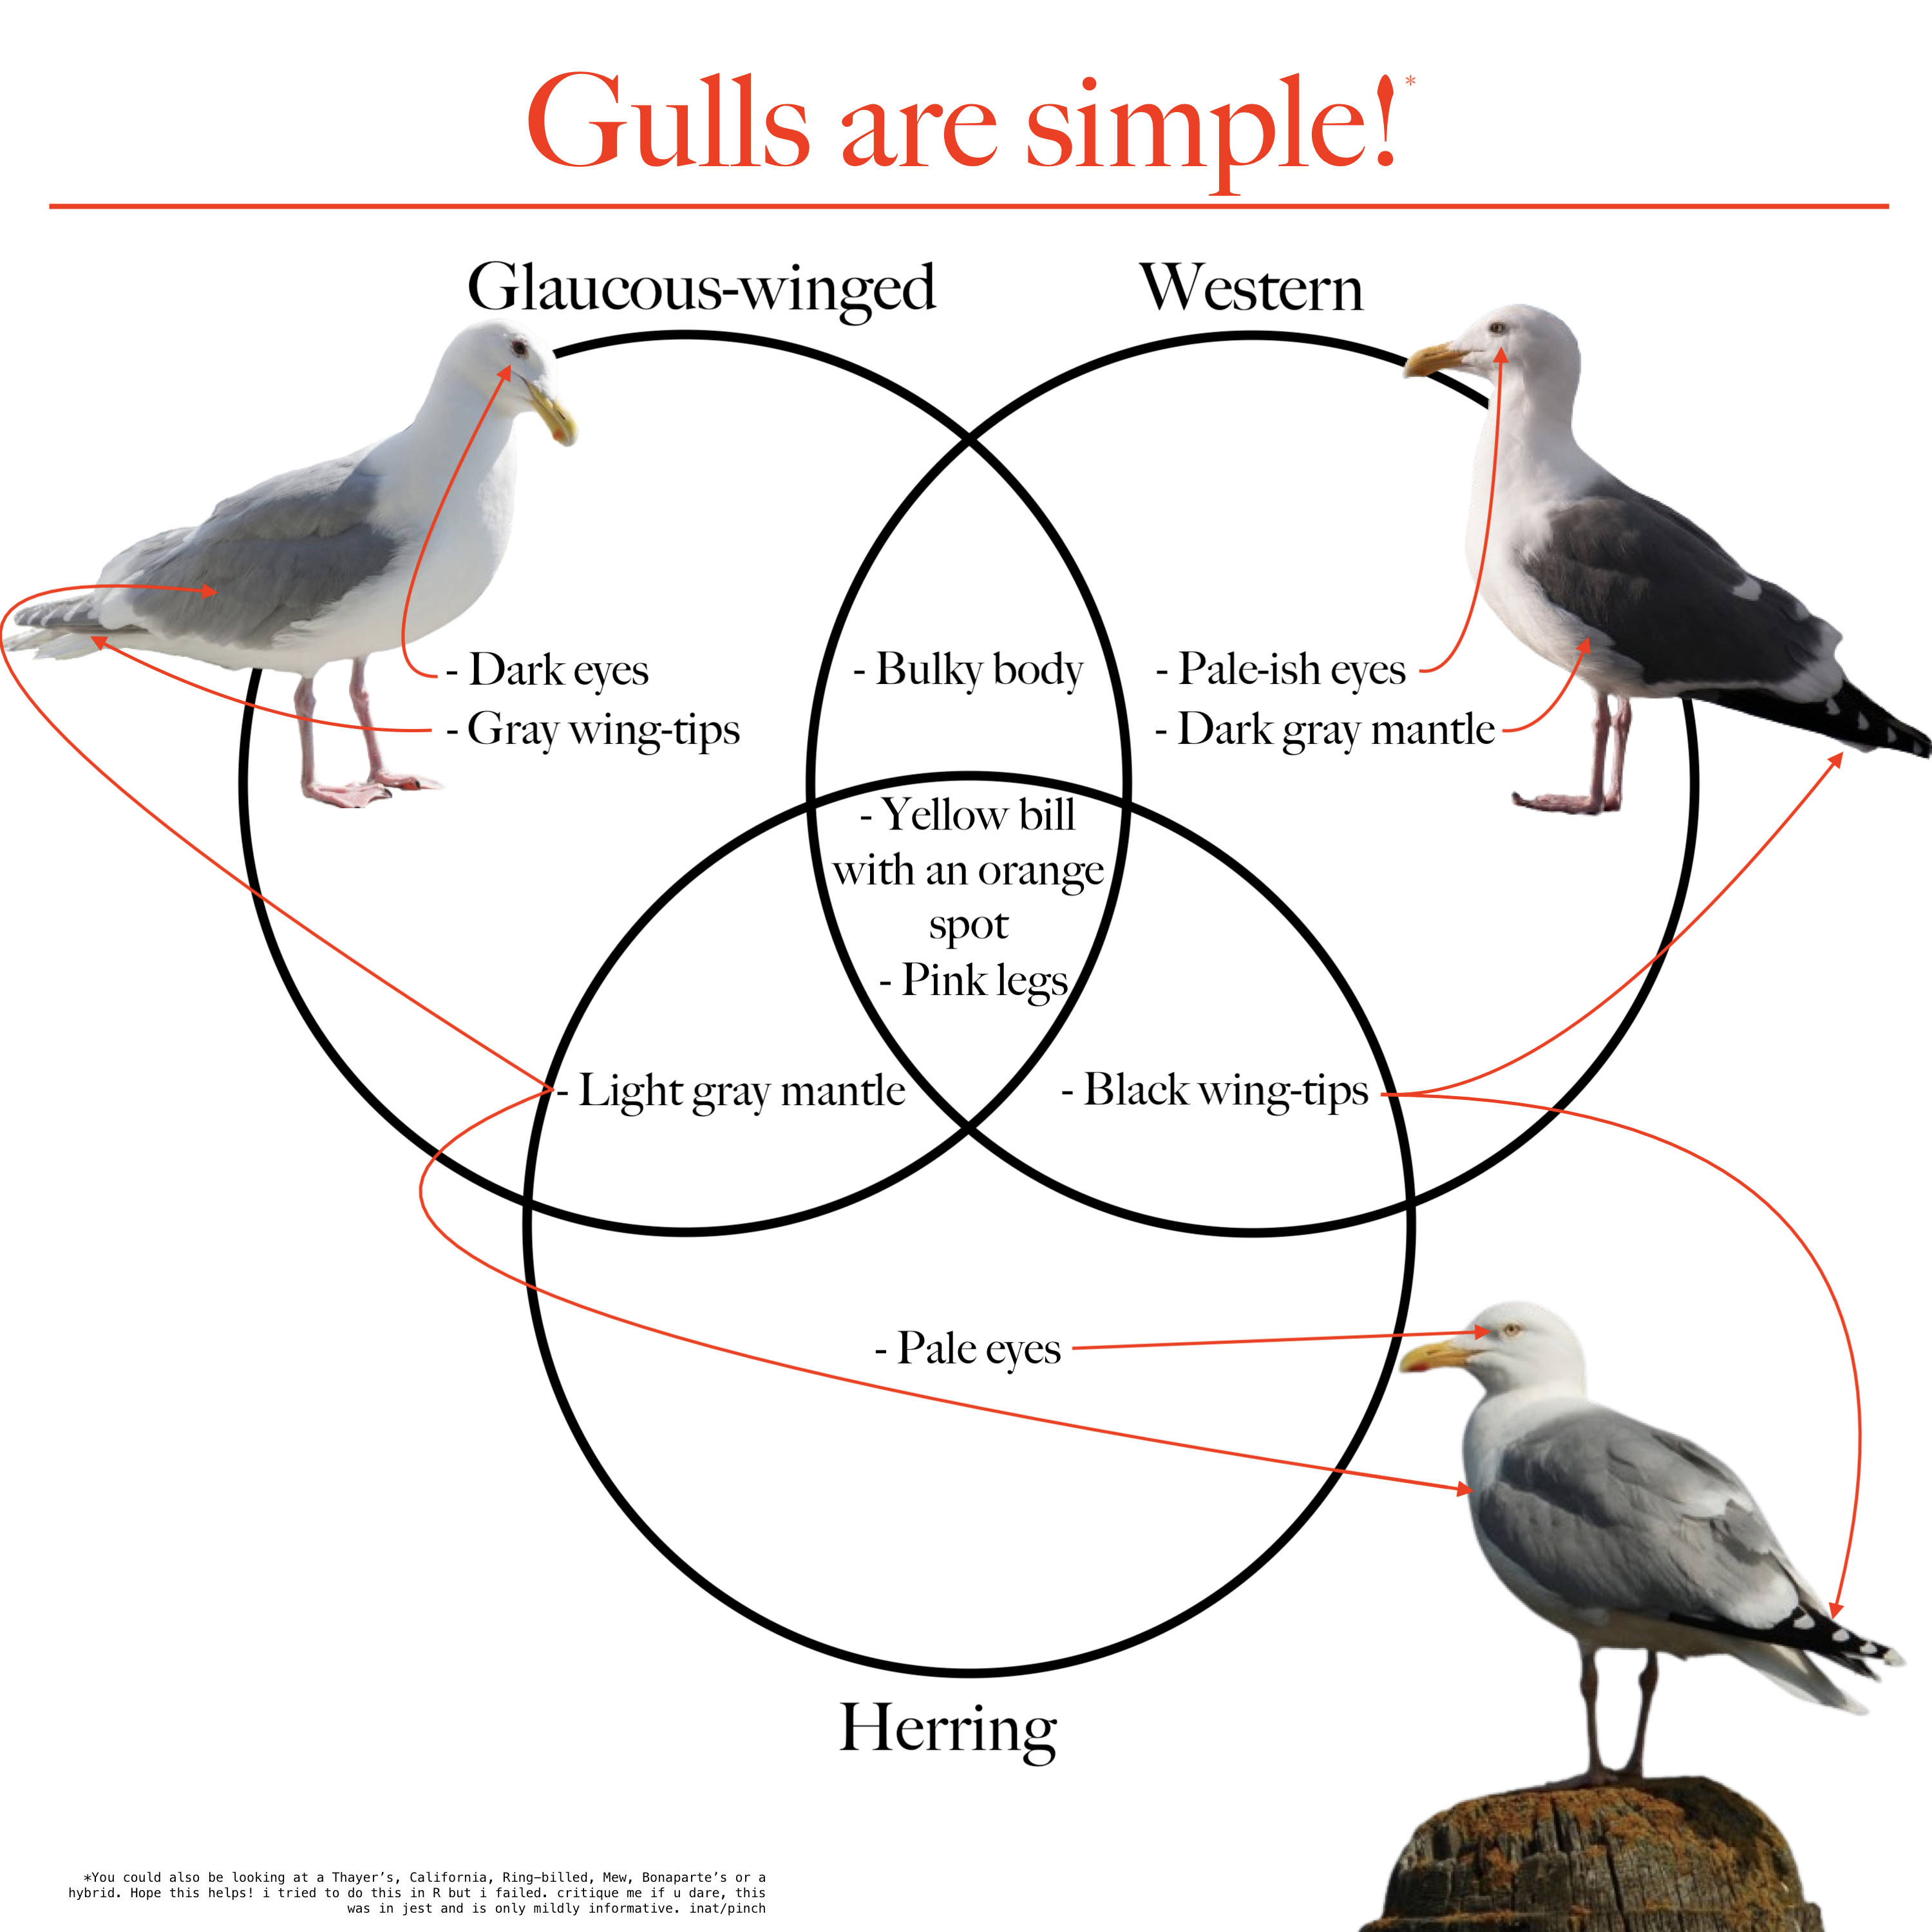 Gulls are simple!*
Glaucous-winged
Western
- Dark eyes
- Gray wing-tips
- Bulky body
- Pale-ish eyes
- Dark gray mantle
- Yellow bill
with an orange
spot
- Pink legs
- Light gray mantle
- Black wing-tips
- Pale eyes
Herring
*You could also be looking at a Thayer’s, California, Ring-billed, Mew, Bonaparte’s or a
hybrid. Hope this helps! i tried to do this in R but i failed. critique me if u dare, this
was in jest and is only mildly informative. inat/pinch